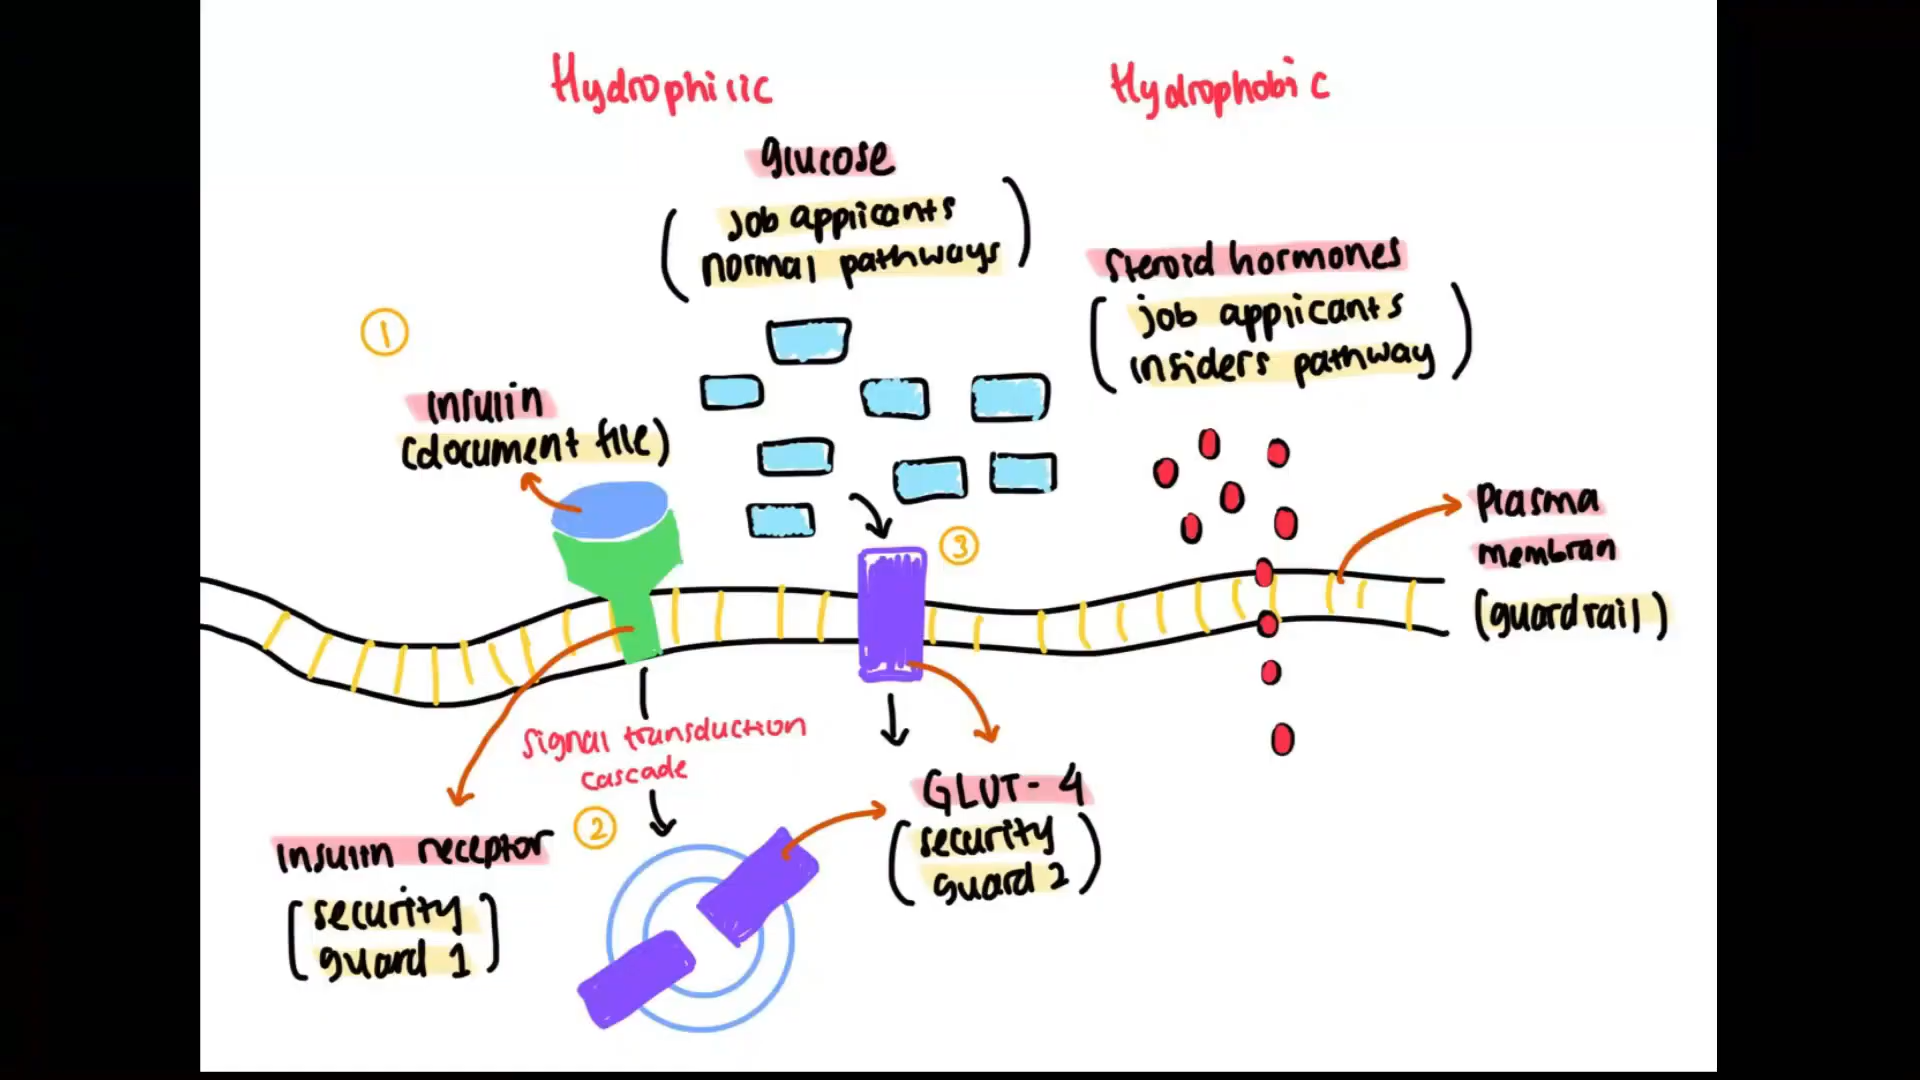 Hydrophilic
Hydrophobic
glucose
(job applicants
normal pathways)
steroid hormones
(job applicants
insiders pathway)
1
insulin
(document file)
3
plasma
membran
(guardrail)
signal transduction
cascade
2
GLUT-4
(security
guard 2)
insulin receptor
[security
guard 1]